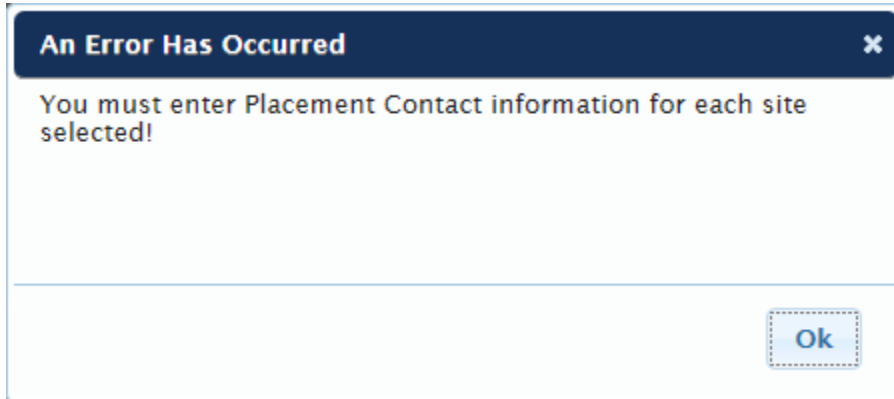 An Error Has Occurred
You must enter Placement Contact information for each site
selected!
Ok